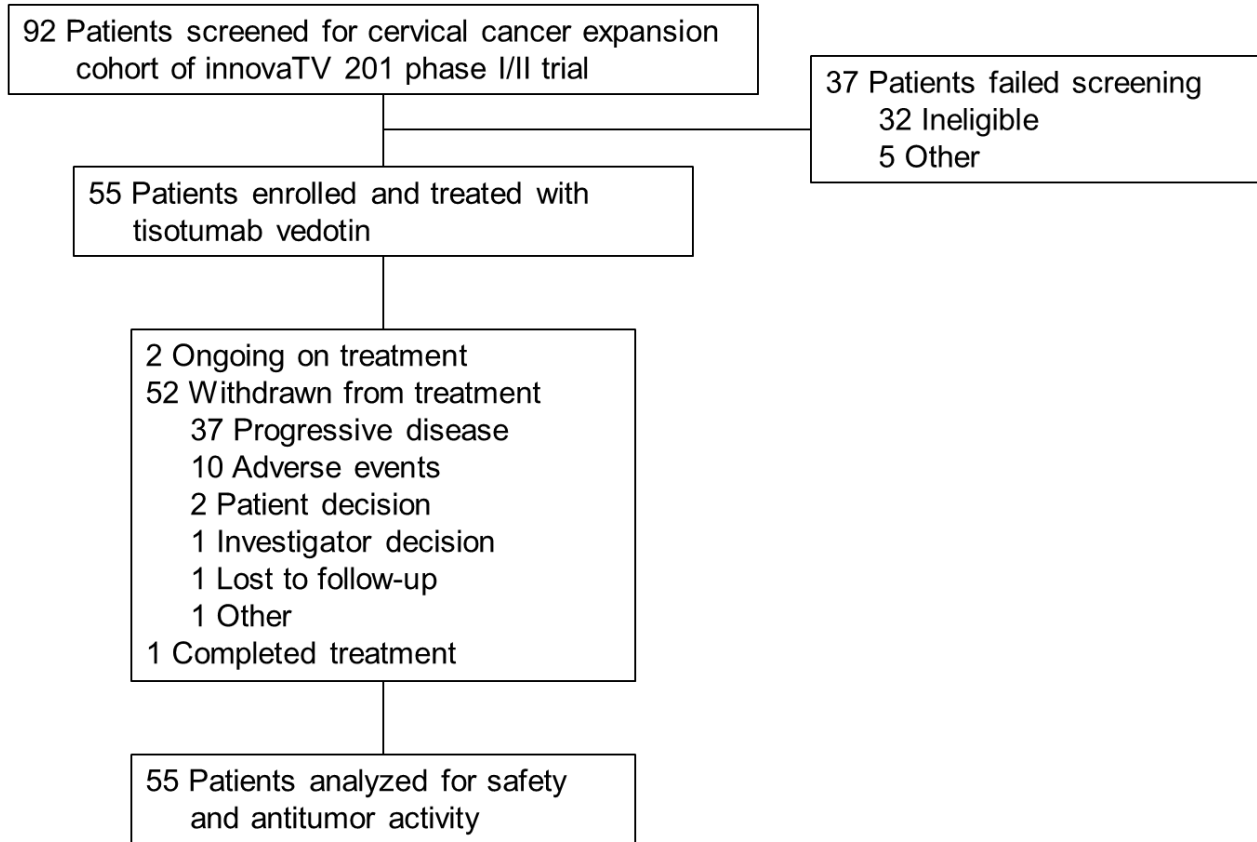 92 Patients screened for cervical cancer expansion
cohort of innovaTV 201 phase I/II trial
37 Patients failed screening
32 Ineligible
5 Other
55 Patients enrolled and treated with
tisotumab vedotin
2 Ongoing on treatment
52 Withdrawn from treatment
37 Progressive disease
10 Adverse events
2 Patient decision
1 Investigator decision
1 Lost to follow-up
1 Other
1 Completed treatment
55 Patients analyzed for safety
and antitumor activity